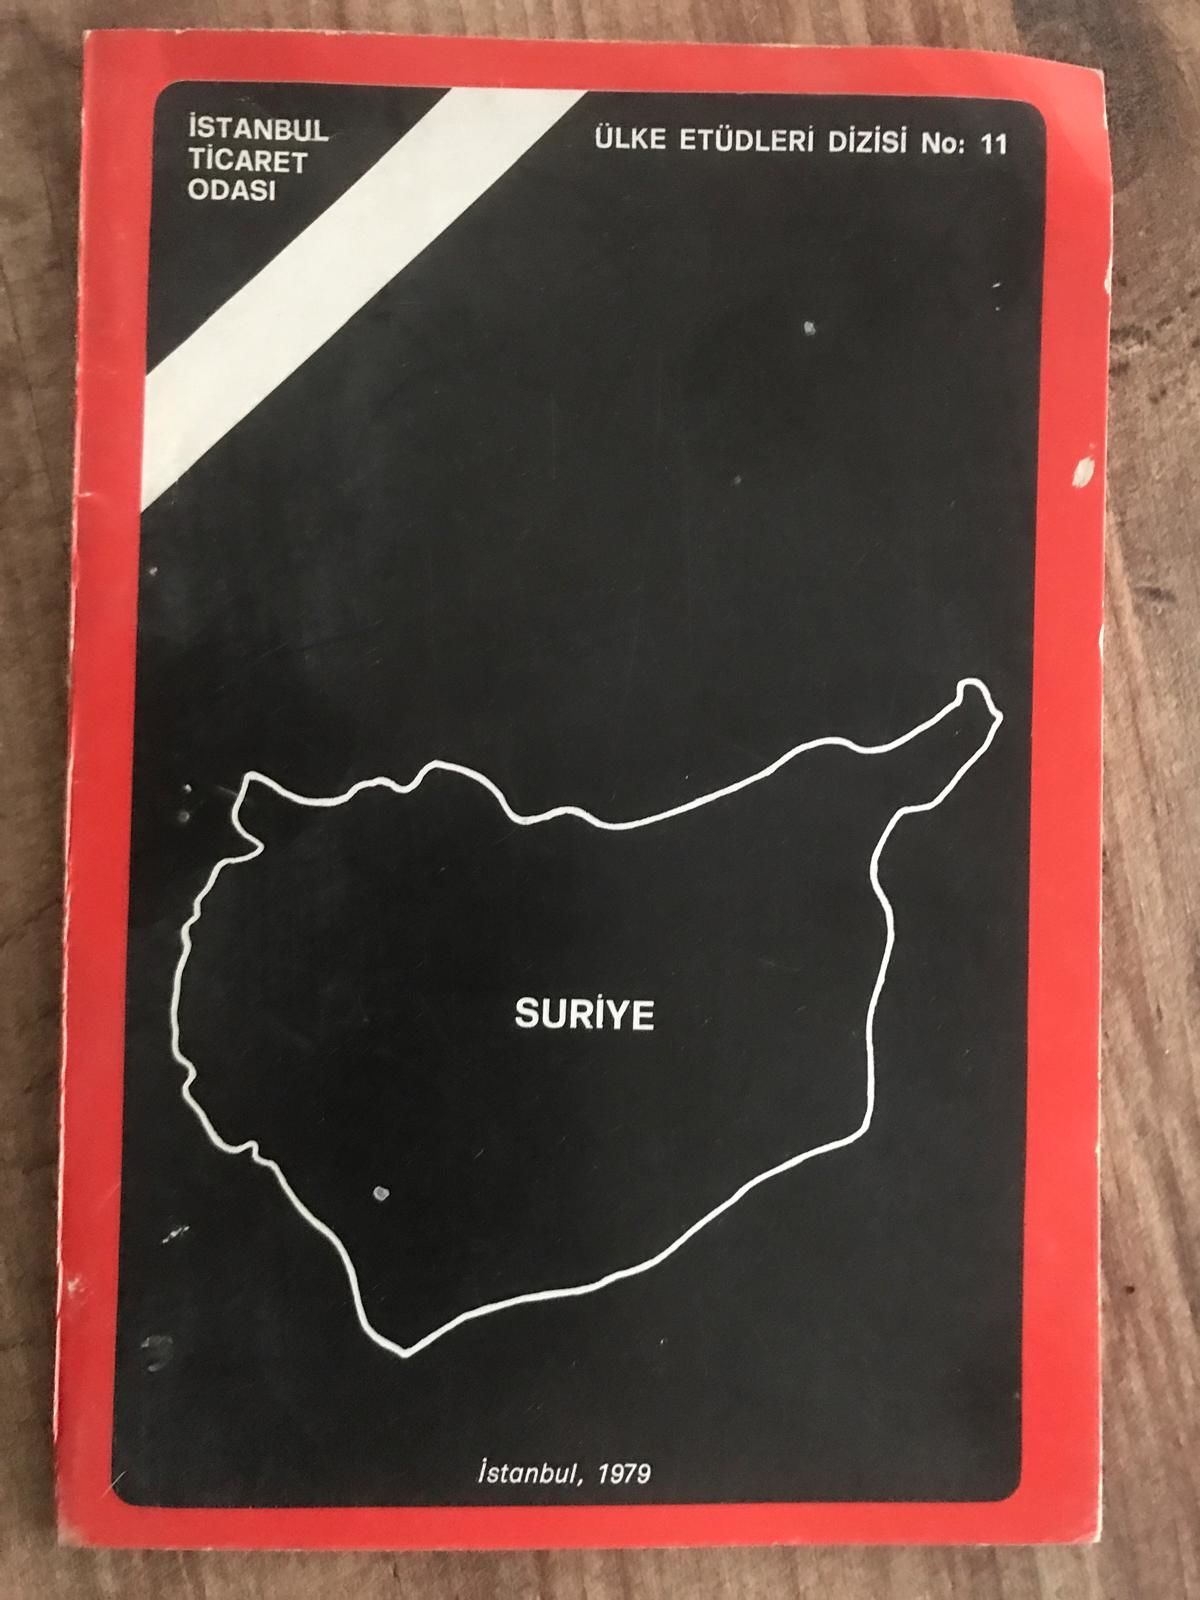 İSTANBUL
TİCARET
ODASI
ÜLKE ETÜDLERİ DİZİSİ No: 11
SURİYE
İstanbul, 1979